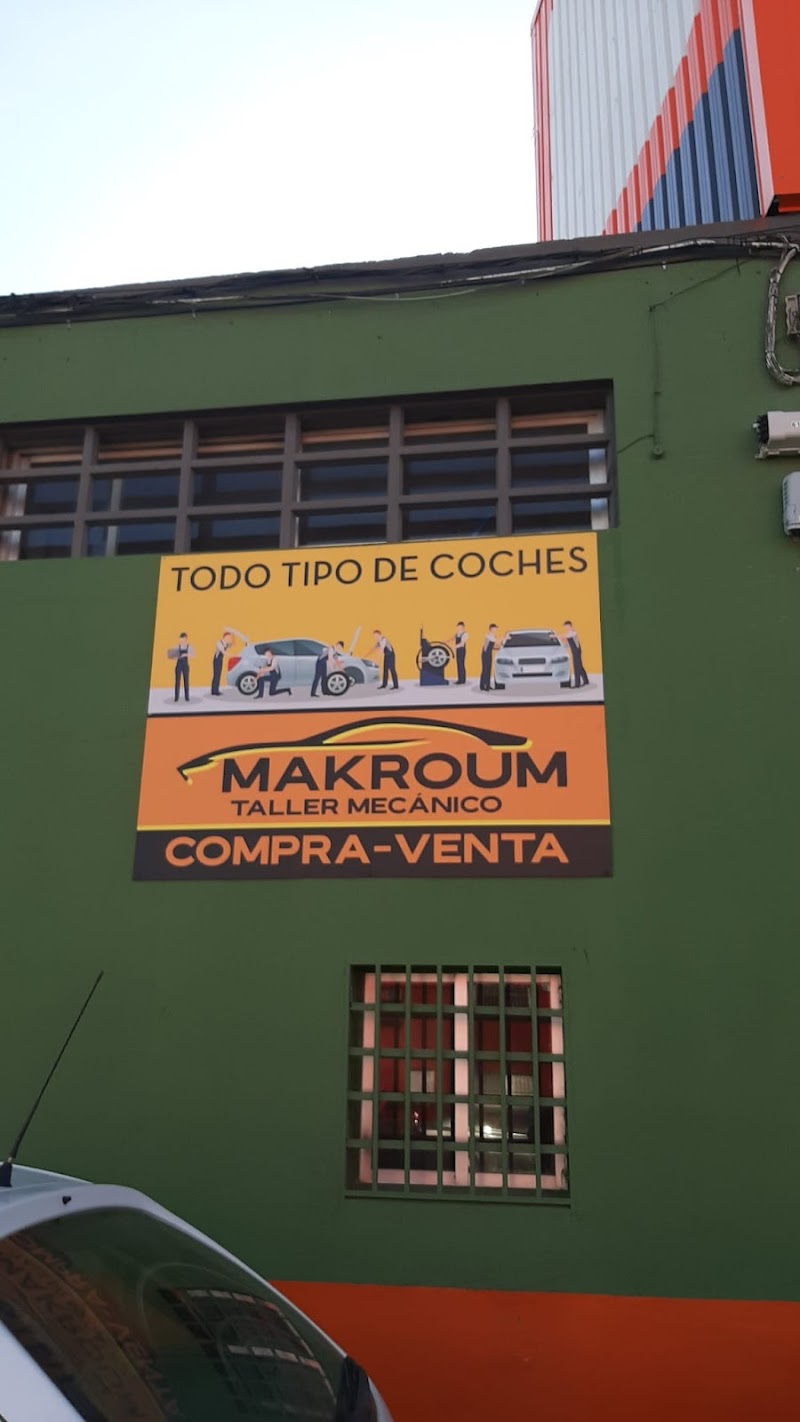 TODO TIPO DE COCHES
MAKROUM
TALLER MECÁNICO
COMPRA-VENTA